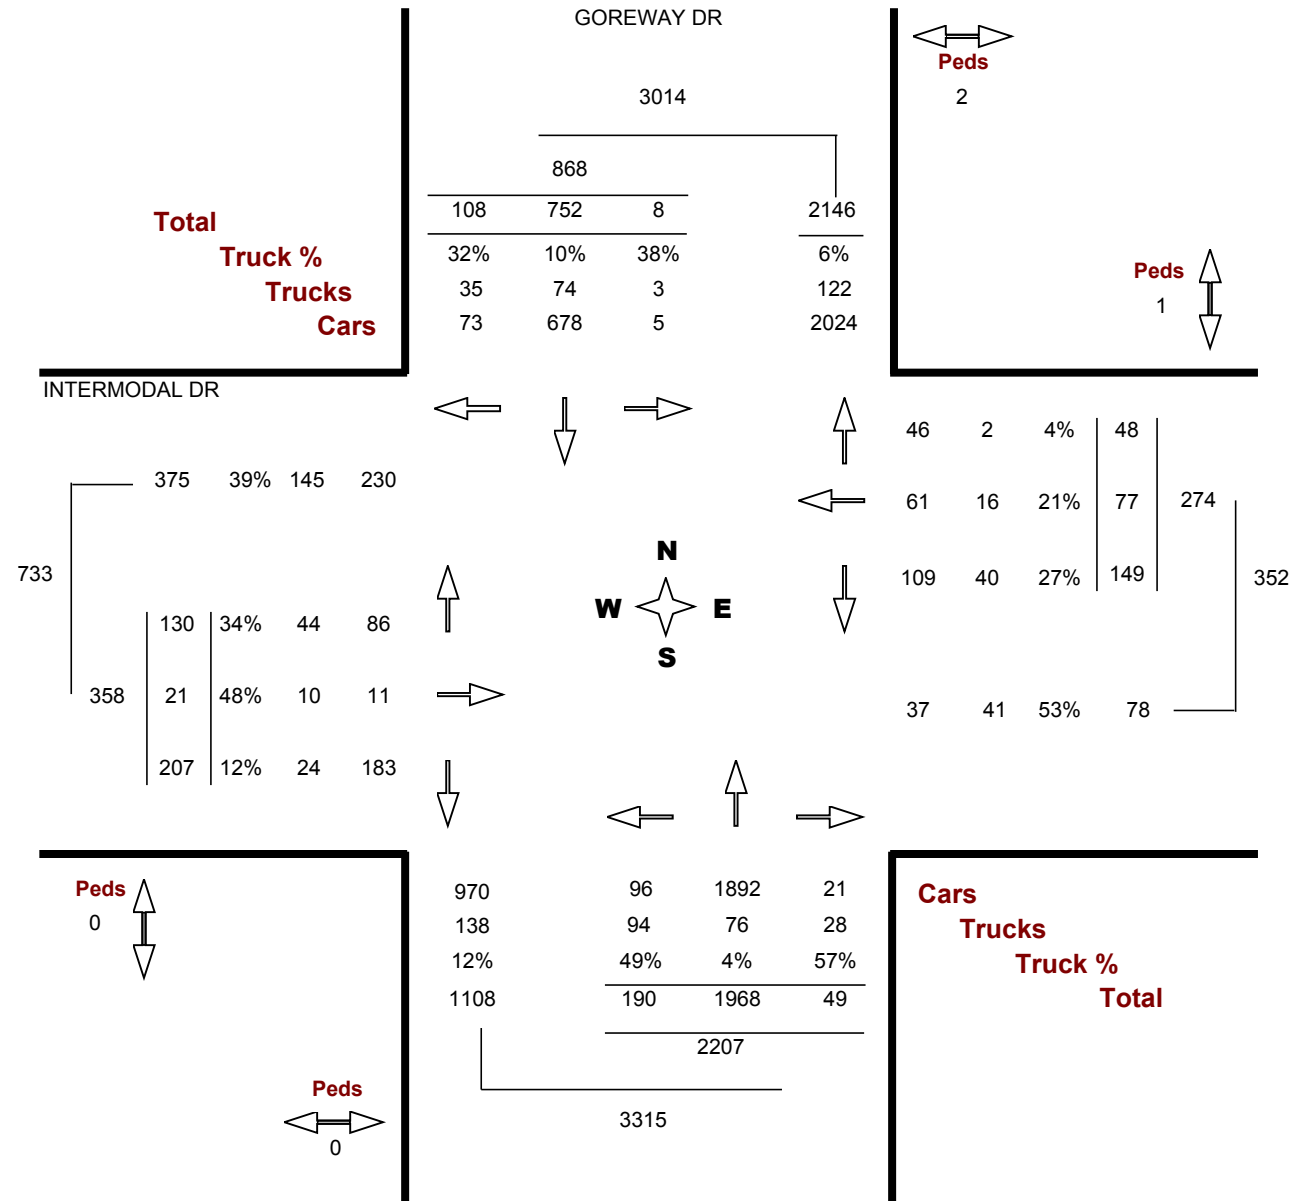 GOREWAY DR
Peds
2
3014
868
108 752 8 2146
Total
32% 10% 38% 6%
Truck %
35 74 3 122
Trucks
73 678 5 2024
Cars
Peds
1
INTERMODAL DR
46 2 4% 48
375 39% 145 230
61 16 21% 77 274
N
733
109 40 27% 149 352
W E
130 34% 44 86
S
358 21 48% 10 11
37 41 53% 78
207 12% 24 183
Peds
0
970 96 1892 21
Cars
138 94 76 28
Trucks
12% 49% 4% 57%
Truck %
1108 190 1968 49
Total
2207
Peds
0
3315